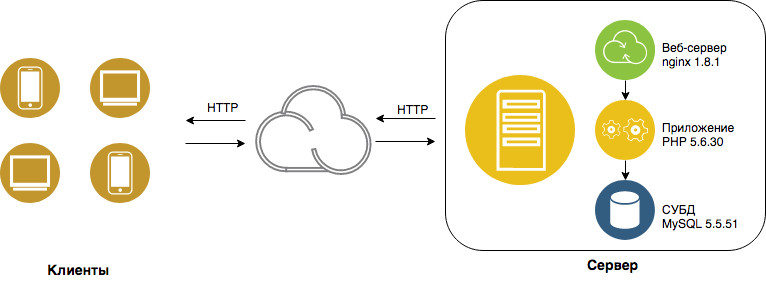 HTTP
HTTP
Веб-сервер
nginx 1.8.1
Приложение
PHP 5.6.30
СУБД
MySQL 5.5.51
Клиенты
Сервер